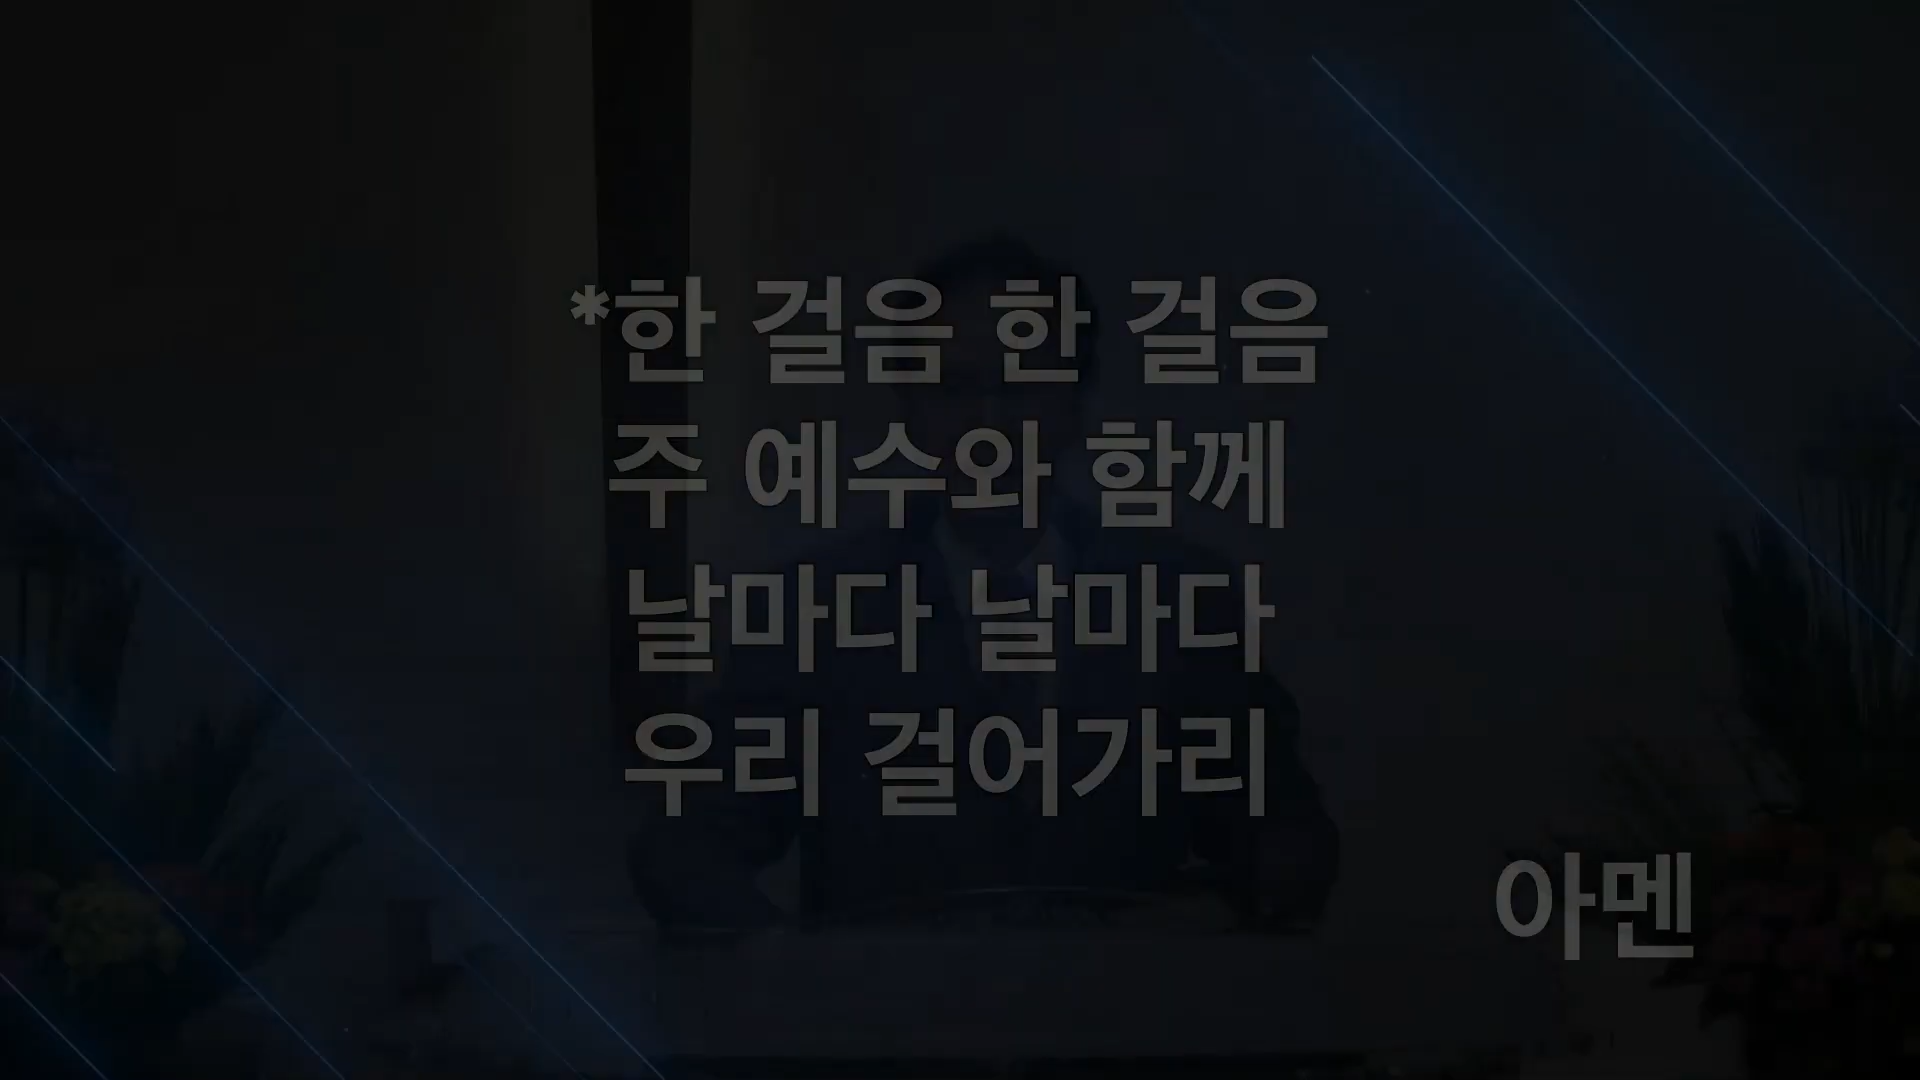 *한 걸음 한 걸음
주 예수와 함께
날마다 날마다
우리 걸어가리
아멘